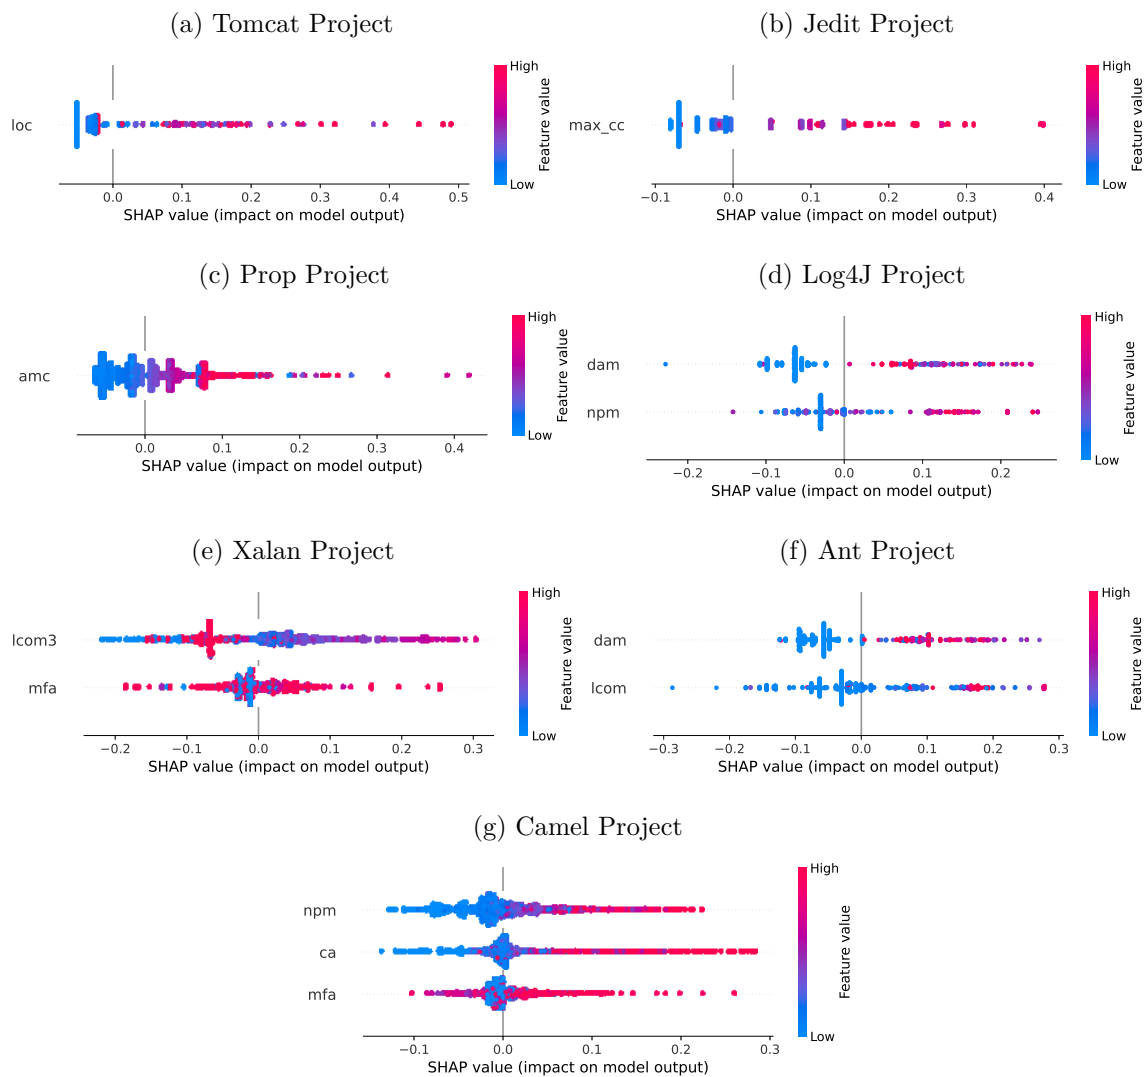 (a) Tomcat Project
loc
0.0 0.1 0.2 0.3 0.4 0.5
SHAP value (impact on model output)
High
Low
Feature value
(b) Jedit Project
max_cc
−0.1 0.0 0.1 0.2 0.3 0.4
SHAP value (impact on model output)
High
Low
Feature value
(c) Prop Project
amc
0.0 0.1 0.2 0.3 0.4
SHAP value (impact on model output)
High
Low
Feature value
(d) Log4J Project
dam
npm
−0.2 −0.1 0.0 0.1 0.2
SHAP value (impact on model output)
High
Low
Feature value
(e) Xalan Project
lcom3
mfa
−0.2 −0.1 0.0 0.1 0.2 0.3
SHAP value (impact on model output)
High
Low
Feature value
(f) Ant Project
dam
lcom
−0.3 −0.2 −0.1 0.0 0.1 0.2 0.3
SHAP value (impact on model output)
High
Low
Feature value
(g) Camel Project
npm
ca
mfa
−0.1 0.0 0.1 0.2 0.3
SHAP value (impact on model output)
High
Low
Feature value